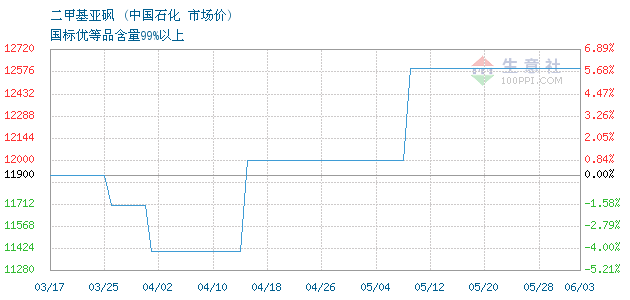 二甲基亚砜 (中国石化 市场价)
国标优等品含量99%以上
12720 6.89%
12576 5.68%
12432 4.47%
12288 3.26%
12144 2.05%
12000 0.84%
11900 0.00%
11712 -1.58%
11568 -2.79%
11424 -4.00%
11280 -5.21%
生意社
100PPI.COM
03/17 03/25 04/02 04/10 04/18 04/26 05/04 05/12 05/20 05/28 06/03